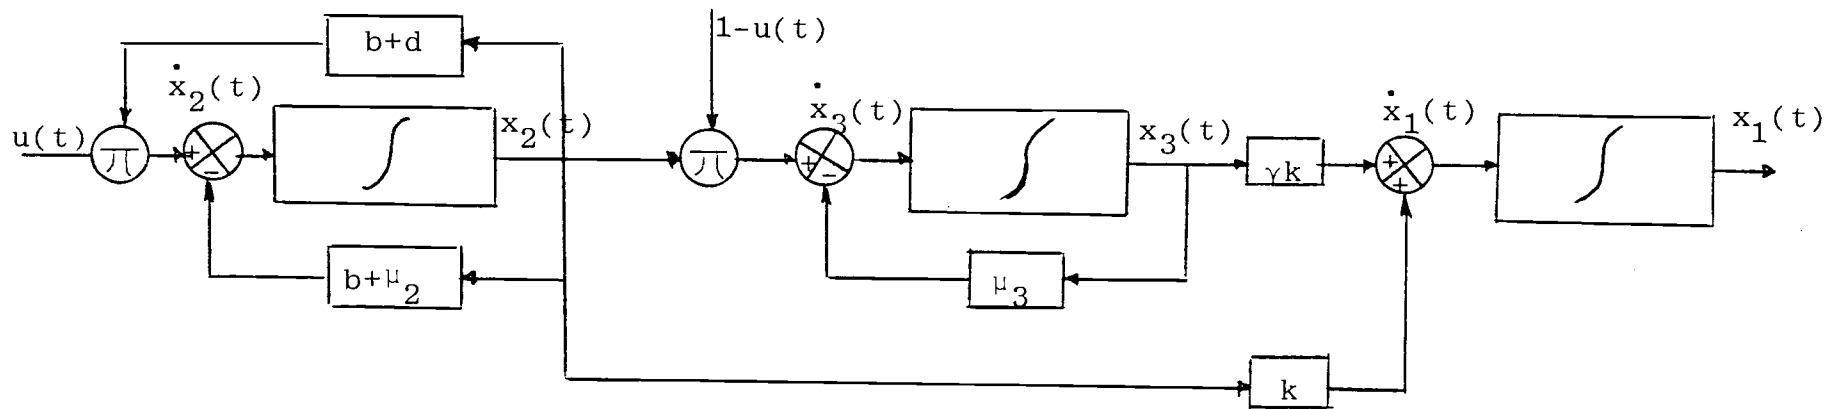 b+d
1-u(t)
ẋ₂(t)
ẋ₃(t)
ẋ₁(t)
u(t)
π
+
-
∫
x₂(t)
π
+
-
∫
x₃(t)
γk
+
+
∫
x₁(t)
b+μ₂
μ₃
k